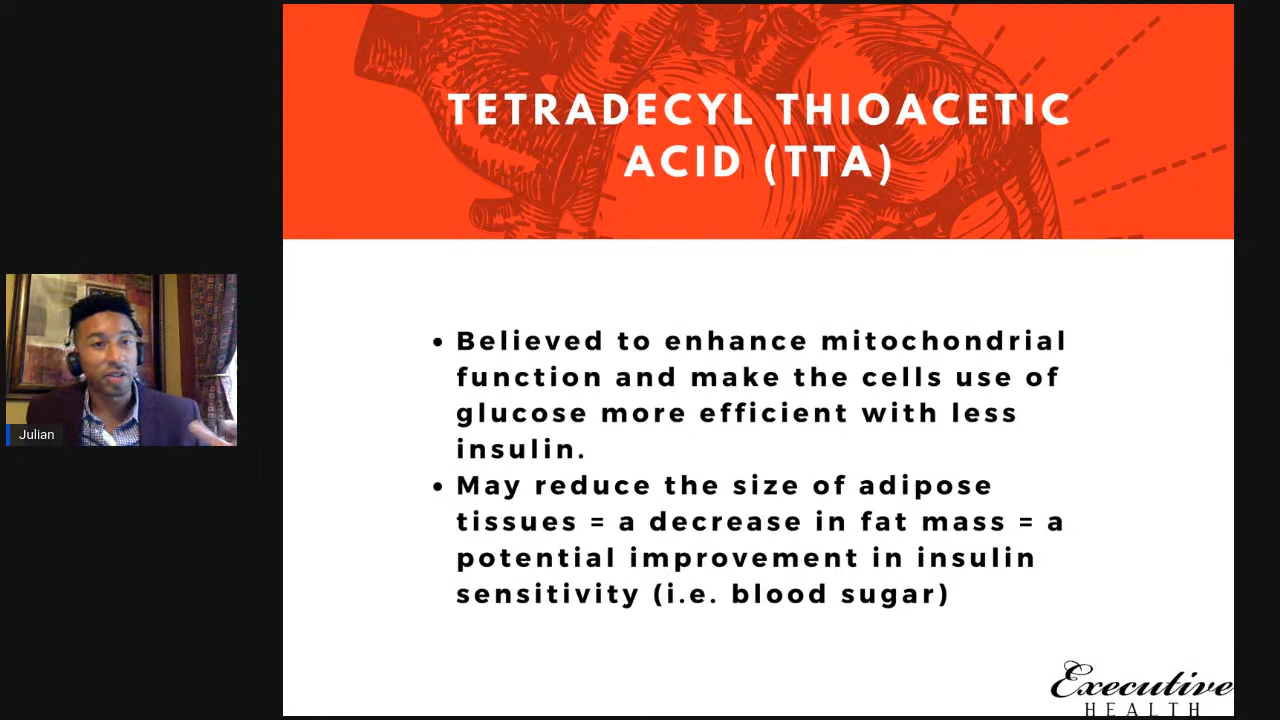 TETRADECYL THIOACETIC
ACID (TTA)
• Believed to enhance mitochondrial
function and make the cells use of
glucose more efficient with less
insulin.
• May reduce the size of adipose
tissues = a decrease in fat mass = a
potential improvement in insulin
sensitivity (i.e. blood sugar)
Julian
Executive
HEALTH